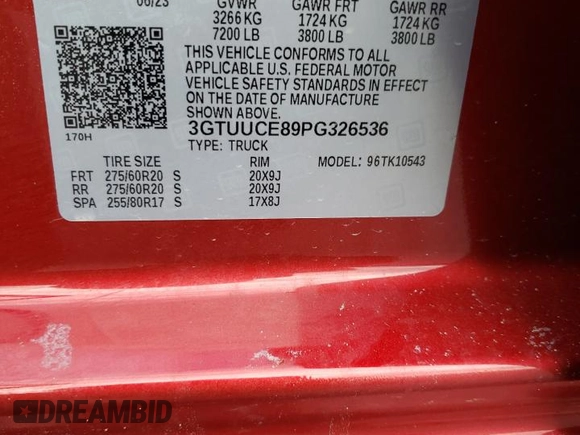 06/23 GVWR GAWR FRT GAWR RR
3266 KG 1724 KG 1724 KG
7200 LB 3800 LB 3800 LB
THIS VEHICLE CONFORMS TO ALL
APPLICABLE U.S. FEDERAL MOTOR
VEHICLE SAFETY STANDARDS IN EFFECT
ON THE DATE OF MANUFACTURE
SHOWN ABOVE.
170H
3GTUUCE89PG326536
TYPE: TRUCK
TIRE SIZE RIM MODEL: 96TK10543
FRT 275/60R20 S 20X9J
RR 275/60R20 S 20X9J
SPA 255/80R17 S 17X8J
DREAMBID